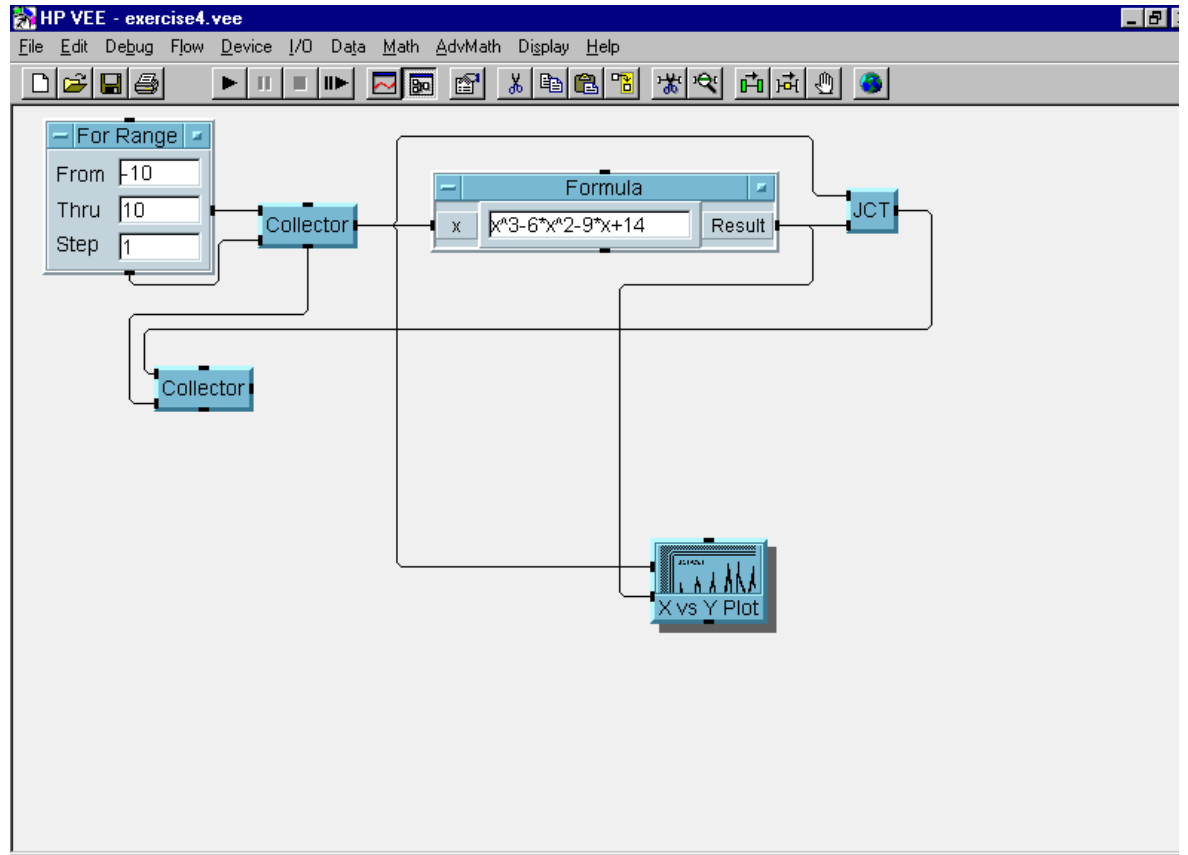 HP VEE - exercise4.vee
File Edit Debug Flow Device I/O Data Math AdvMath Display Help
For Range
From -10
Thru 10
Step 1
Collector
Formula
x x^3-6*x^2-9*x+14 Result
JCT
Collector
X vs Y Plot